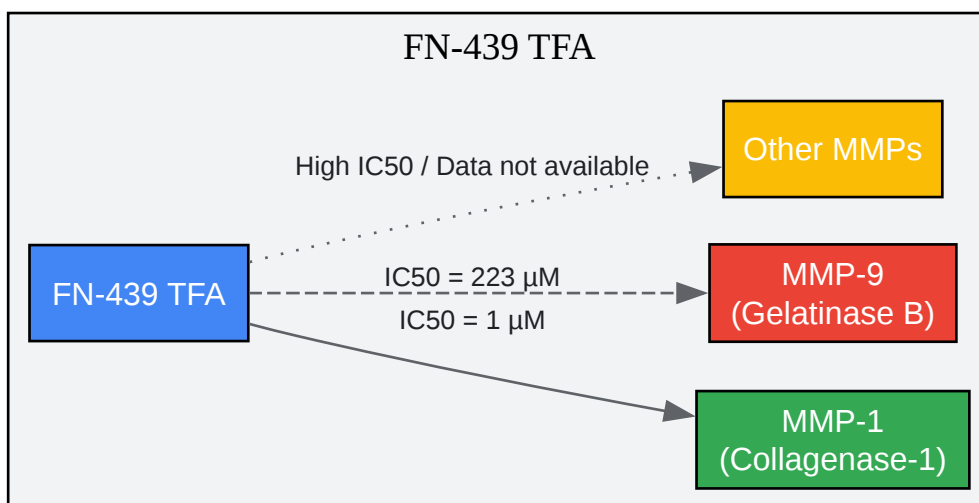 FN-439 TFA
Other MMPs
High IC50 / Data not available
FN-439 TFA
IC50 = 223 µM
MMP-9
(Gelatinase B)
IC50 = 1 µM
MMP-1
(Collagenase-1)